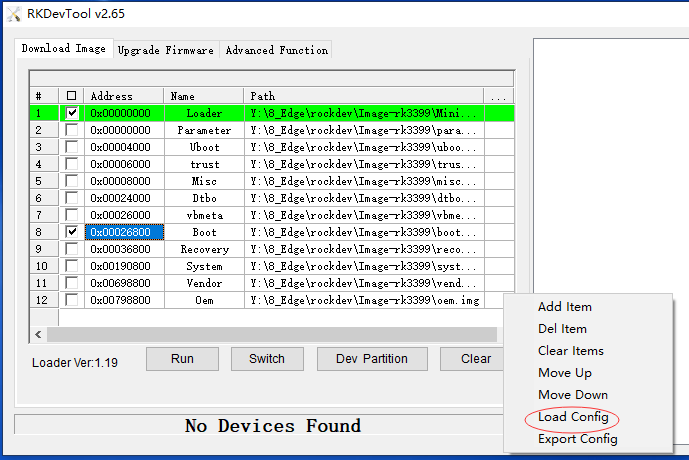 RKDevTool v2.65
Download Image Upgrade Firmware Advanced Function
# Address Name Path ...
1 0x00000000 Loader Y:\8_Edge\rockdev\Image-rk3399\Mini...
2 0x00000000 Parameter Y:\8_Edge\rockdev\Image-rk3399\para...
3 0x00004000 Uboot Y:\8_Edge\rockdev\Image-rk3399\uboo...
4 0x00006000 trust Y:\8_Edge\rockdev\Image-rk3399\trus...
5 0x00008000 Misc Y:\8_Edge\rockdev\Image-rk3399\misc...
6 0x00024000 Dtbo Y:\8_Edge\rockdev\Image-rk3399\dtbo...
7 0x00026000 vbmeta Y:\8_Edge\rockdev\Image-rk3399\vbme...
8 0x00026800 Boot Y:\8_Edge\rockdev\Image-rk3399\boot...
9 0x00036800 Recovery Y:\8_Edge\rockdev\Image-rk3399\reco...
10 0x00190800 System Y:\8_Edge\rockdev\Image-rk3399\syst...
11 0x00698800 Vendor Y:\8_Edge\rockdev\Image-rk3399\vend...
12 0x00798800 Oem Y:\8_Edge\rockdev\Image-rk3399\oem.img
Loader Ver:1.19 Run Switch Dev Partition Clear
No Devices Found
Add Item
Del Item
Clear Items
Move Up
Move Down
Load Config
Export Config